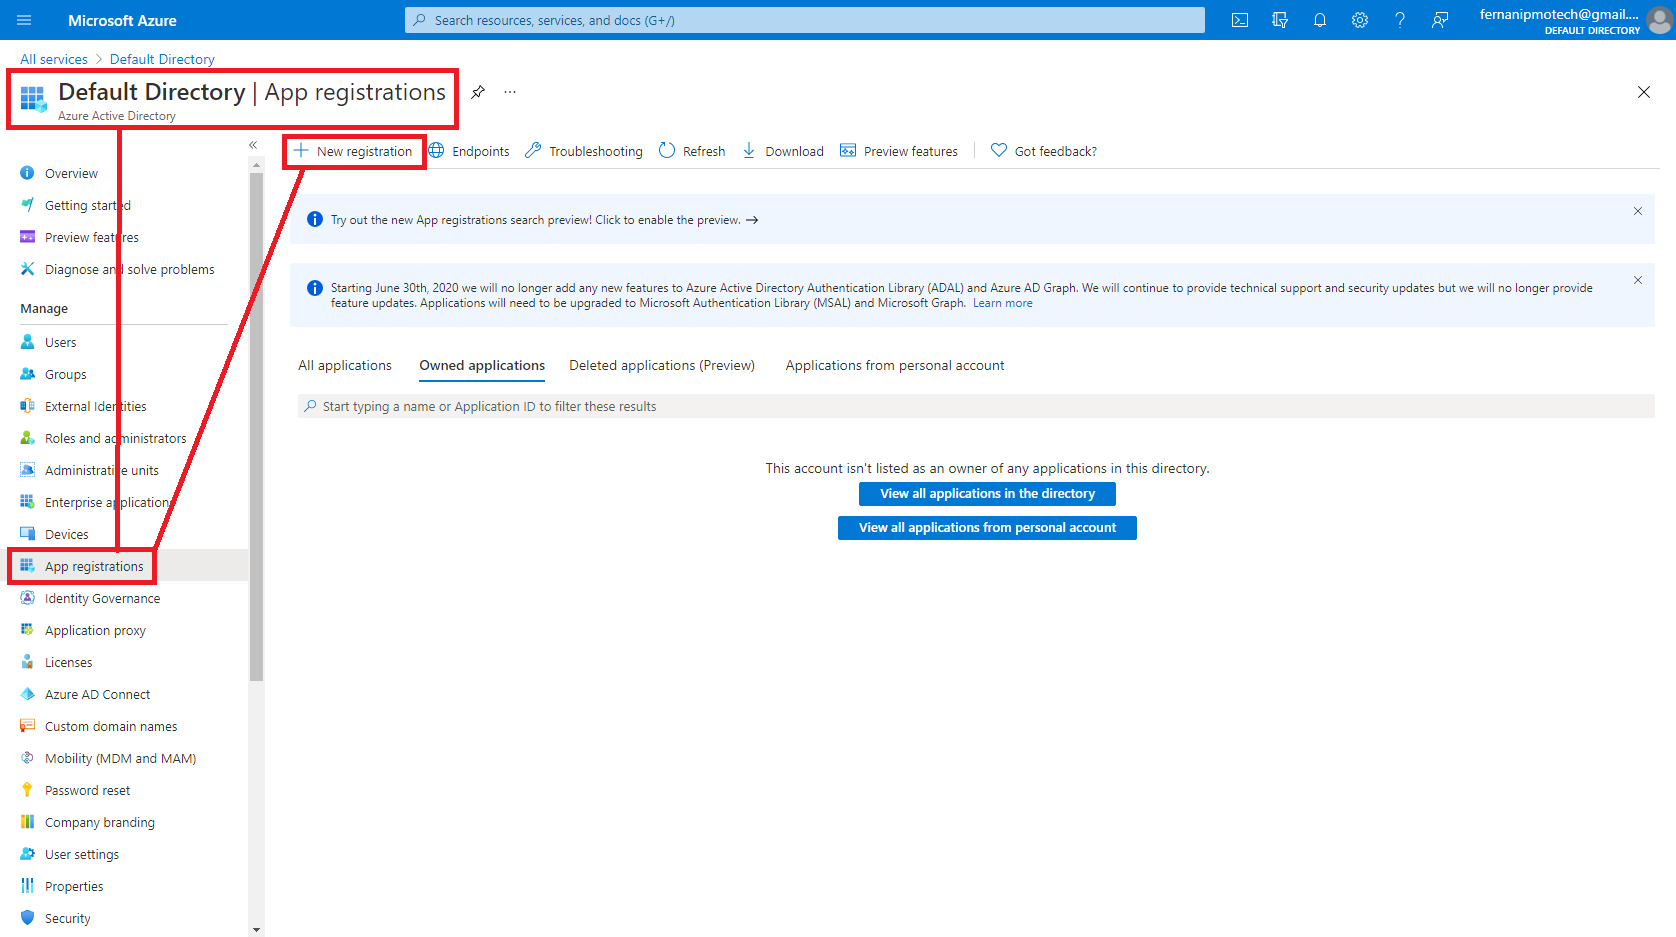 Microsoft Azure
Search resources, services, and docs (G+/)
fernanipmotech@gmail....
DEFAULT DIRECTORY
All services > Default Directory
Default Directory | App registrations
Azure Active Directory
Overview
Getting started
Preview features
Diagnose and solve problems
Manage
Users
Groups
External Identities
Roles and administrators
Administrative units
Enterprise applications
Devices
App registrations
Identity Governance
Application proxy
Licenses
Azure AD Connect
Custom domain names
Mobility (MDM and MAM)
Password reset
Company branding
User settings
Properties
Security
New registration Endpoints Troubleshooting Refresh Download Preview features Got feedback?
Try out the new App registrations search preview! Click to enable the preview. →
Starting June 30th, 2020 we will no longer add any new features to Azure Active Directory Authentication Library (ADAL) and Azure AD Graph. We will continue to provide technical support and security updates but we will no longer provide
feature updates. Applications will need to be upgraded to Microsoft Authentication Library (MSAL) and Microsoft Graph. Learn more
All applications Owned applications Deleted applications (Preview) Applications from personal account
Start typing a name or Application ID to filter these results
This account isn't listed as an owner of any applications in this directory.
View all applications in the directory
View all applications from personal account